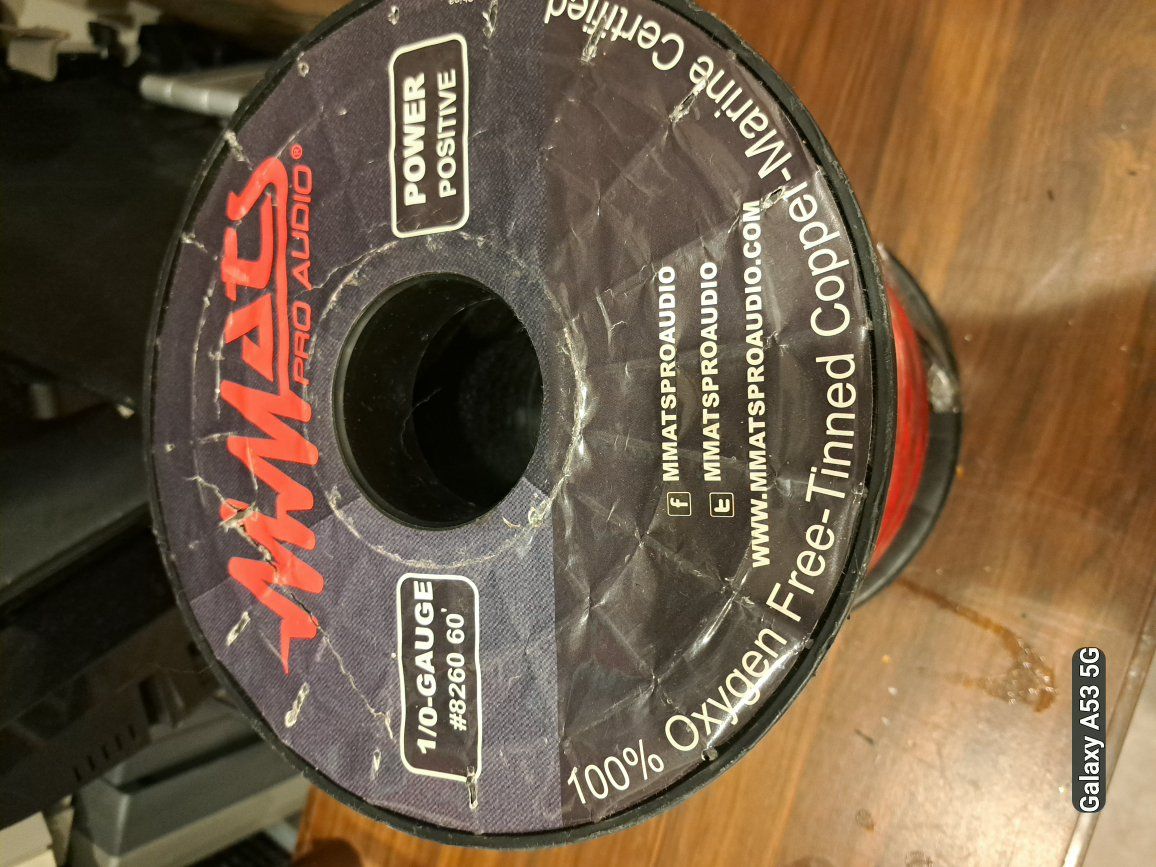 MMATS
PRO AUDIO®
1/0-GAUGE
#8260 60'
POWER
POSITIVE
f MMATSPROAUDIO
t MMATSPROAUDIO
WWW.MMATSPROAUDIO.COM
100% Oxygen Free-Tinned Copper-Marine Certified
Galaxy A53 5G